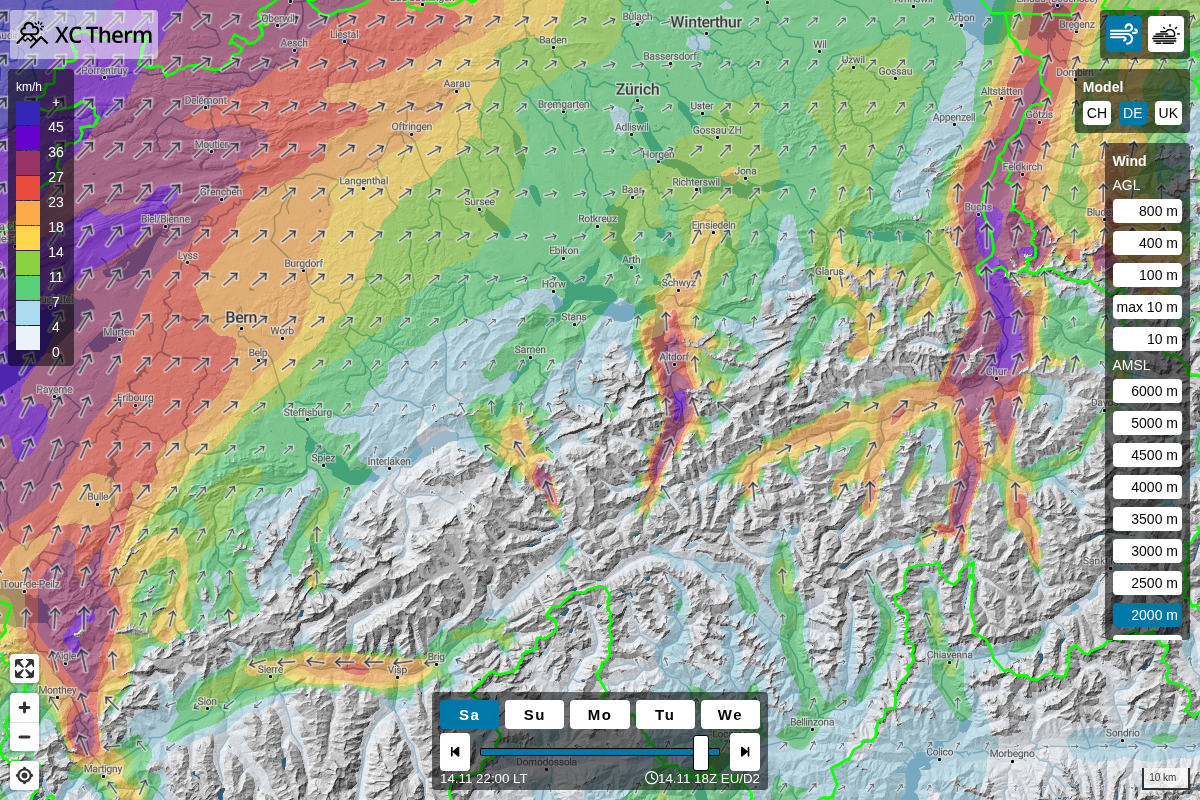 XC Therm
km/h
+
45
36
27
23
18
14
11
7
4
0
Oberwil
Liestal
Aesch
Porrentruy
Delémont
Moutier
Grenchen
Biel/Bienne
Lyss
Burgdorf
Bern
Worb
Belp
Murten
Payerne
Fribourg
Bulle
Steffisburg
Spiez
Interlaken
Tour-de-Peilz
Aigle
Monthey
Martigny
Sion
Sierre
Visp
Brig
Domodossola
Baden
Bülach
Winterthur
Bassersdorf
Aarau
Zürich
Bremgarten
Oftringen
Adliswil
Uster
Gossau ZH
Horgen
Langenthal
Sursee
Baar
Richterswil
Jona
Rotkreuz
Einsiedeln
Ebikon
Arth
Horw
Schwyz
Stans
Sarnen
Altdorf
Glarus
Wil
Uzwil
Gossau
Arbon
Bregenz
Dornbirn
Altstätten
Götzis
Appenzell
Feldkirch
Buchs
Chur
Chiavenna
Bellinzona
Colico
Morbegno
Sondrio
Model
CH
DE
UK
Wind
AGL
800 m
400 m
100 m
max 10 m
10 m
AMSL
6000 m
5000 m
4500 m
4000 m
3500 m
3000 m
2500 m
2000 m
Sa
Su
Mo
Tu
We
14.11 22:00 LT
14.11 18Z EU/D2
10 km